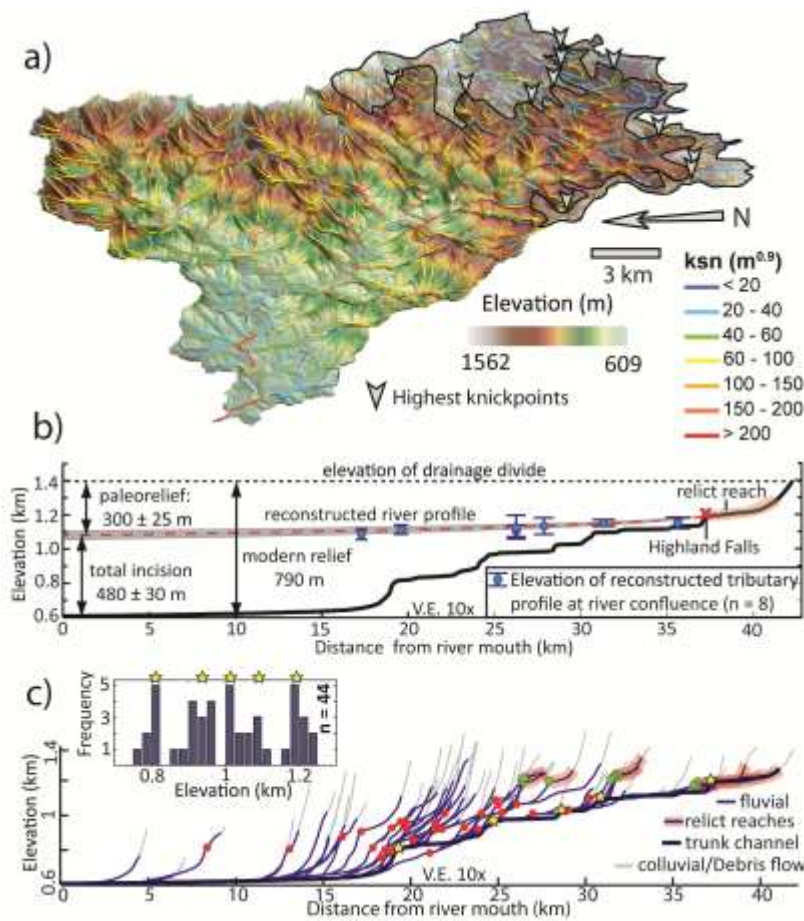 a)
N
3 km
ksn (m^0.9)
< 20
20 - 40
40 - 60
60 - 100
100 - 150
150 - 200
> 200
Elevation (m)
1562 609
Highest knickpoints
b)
elevation of drainage divide
1.4
1.2
1.0
0.8
0.6
Elevation (km)
paleorelief:
300 ± 25 m
reconstructed river profile
relict reach
Highland Falls
total incision
480 ± 30 m
modern relief
790 m
Elevation of reconstructed tributary
profile at river confluence (n = 8)
V.E. 10x
0 5 10 15 20 25 30 35 40
Distance from river mouth (km)
c)
Frequency
5
3
1
n = 44
0.8 1 1.2
Elevation (km)
Elevation (km)
1.4
1
0.6
fluvial
relict reaches
trunk channel
colluvial/Debris flow
V.E. 10x
0 5 10 15 20 25 30 35 40
Distance from river mouth (km)